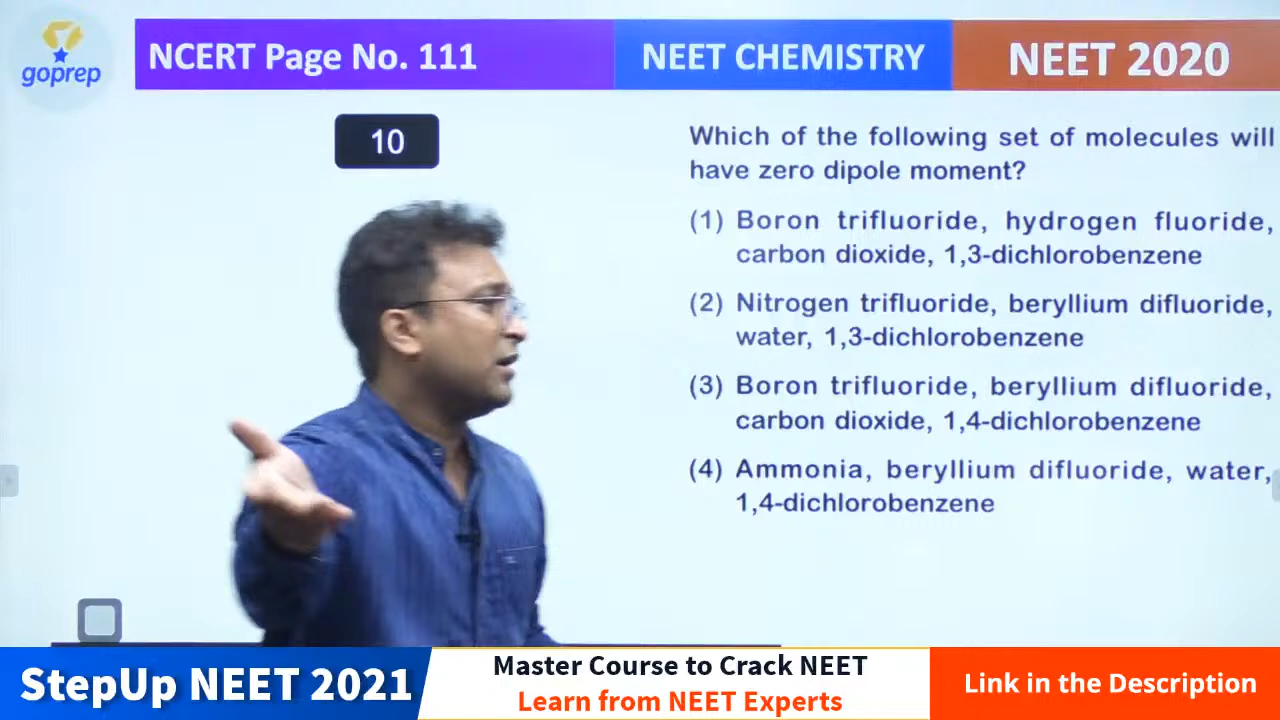 goprep
NCERT Page No. 111
NEET CHEMISTRY
NEET 2020
10
Which of the following set of molecules will
have zero dipole moment?
(1) Boron trifluoride, hydrogen fluoride,
carbon dioxide, 1,3-dichlorobenzene
(2) Nitrogen trifluoride, beryllium difluoride,
water, 1,3-dichlorobenzene
(3) Boron trifluoride, beryllium difluoride,
carbon dioxide, 1,4-dichlorobenzene
(4) Ammonia, beryllium difluoride, water,
1,4-dichlorobenzene
StepUp NEET 2021
Master Course to Crack NEET
Learn from NEET Experts
Link in the Description